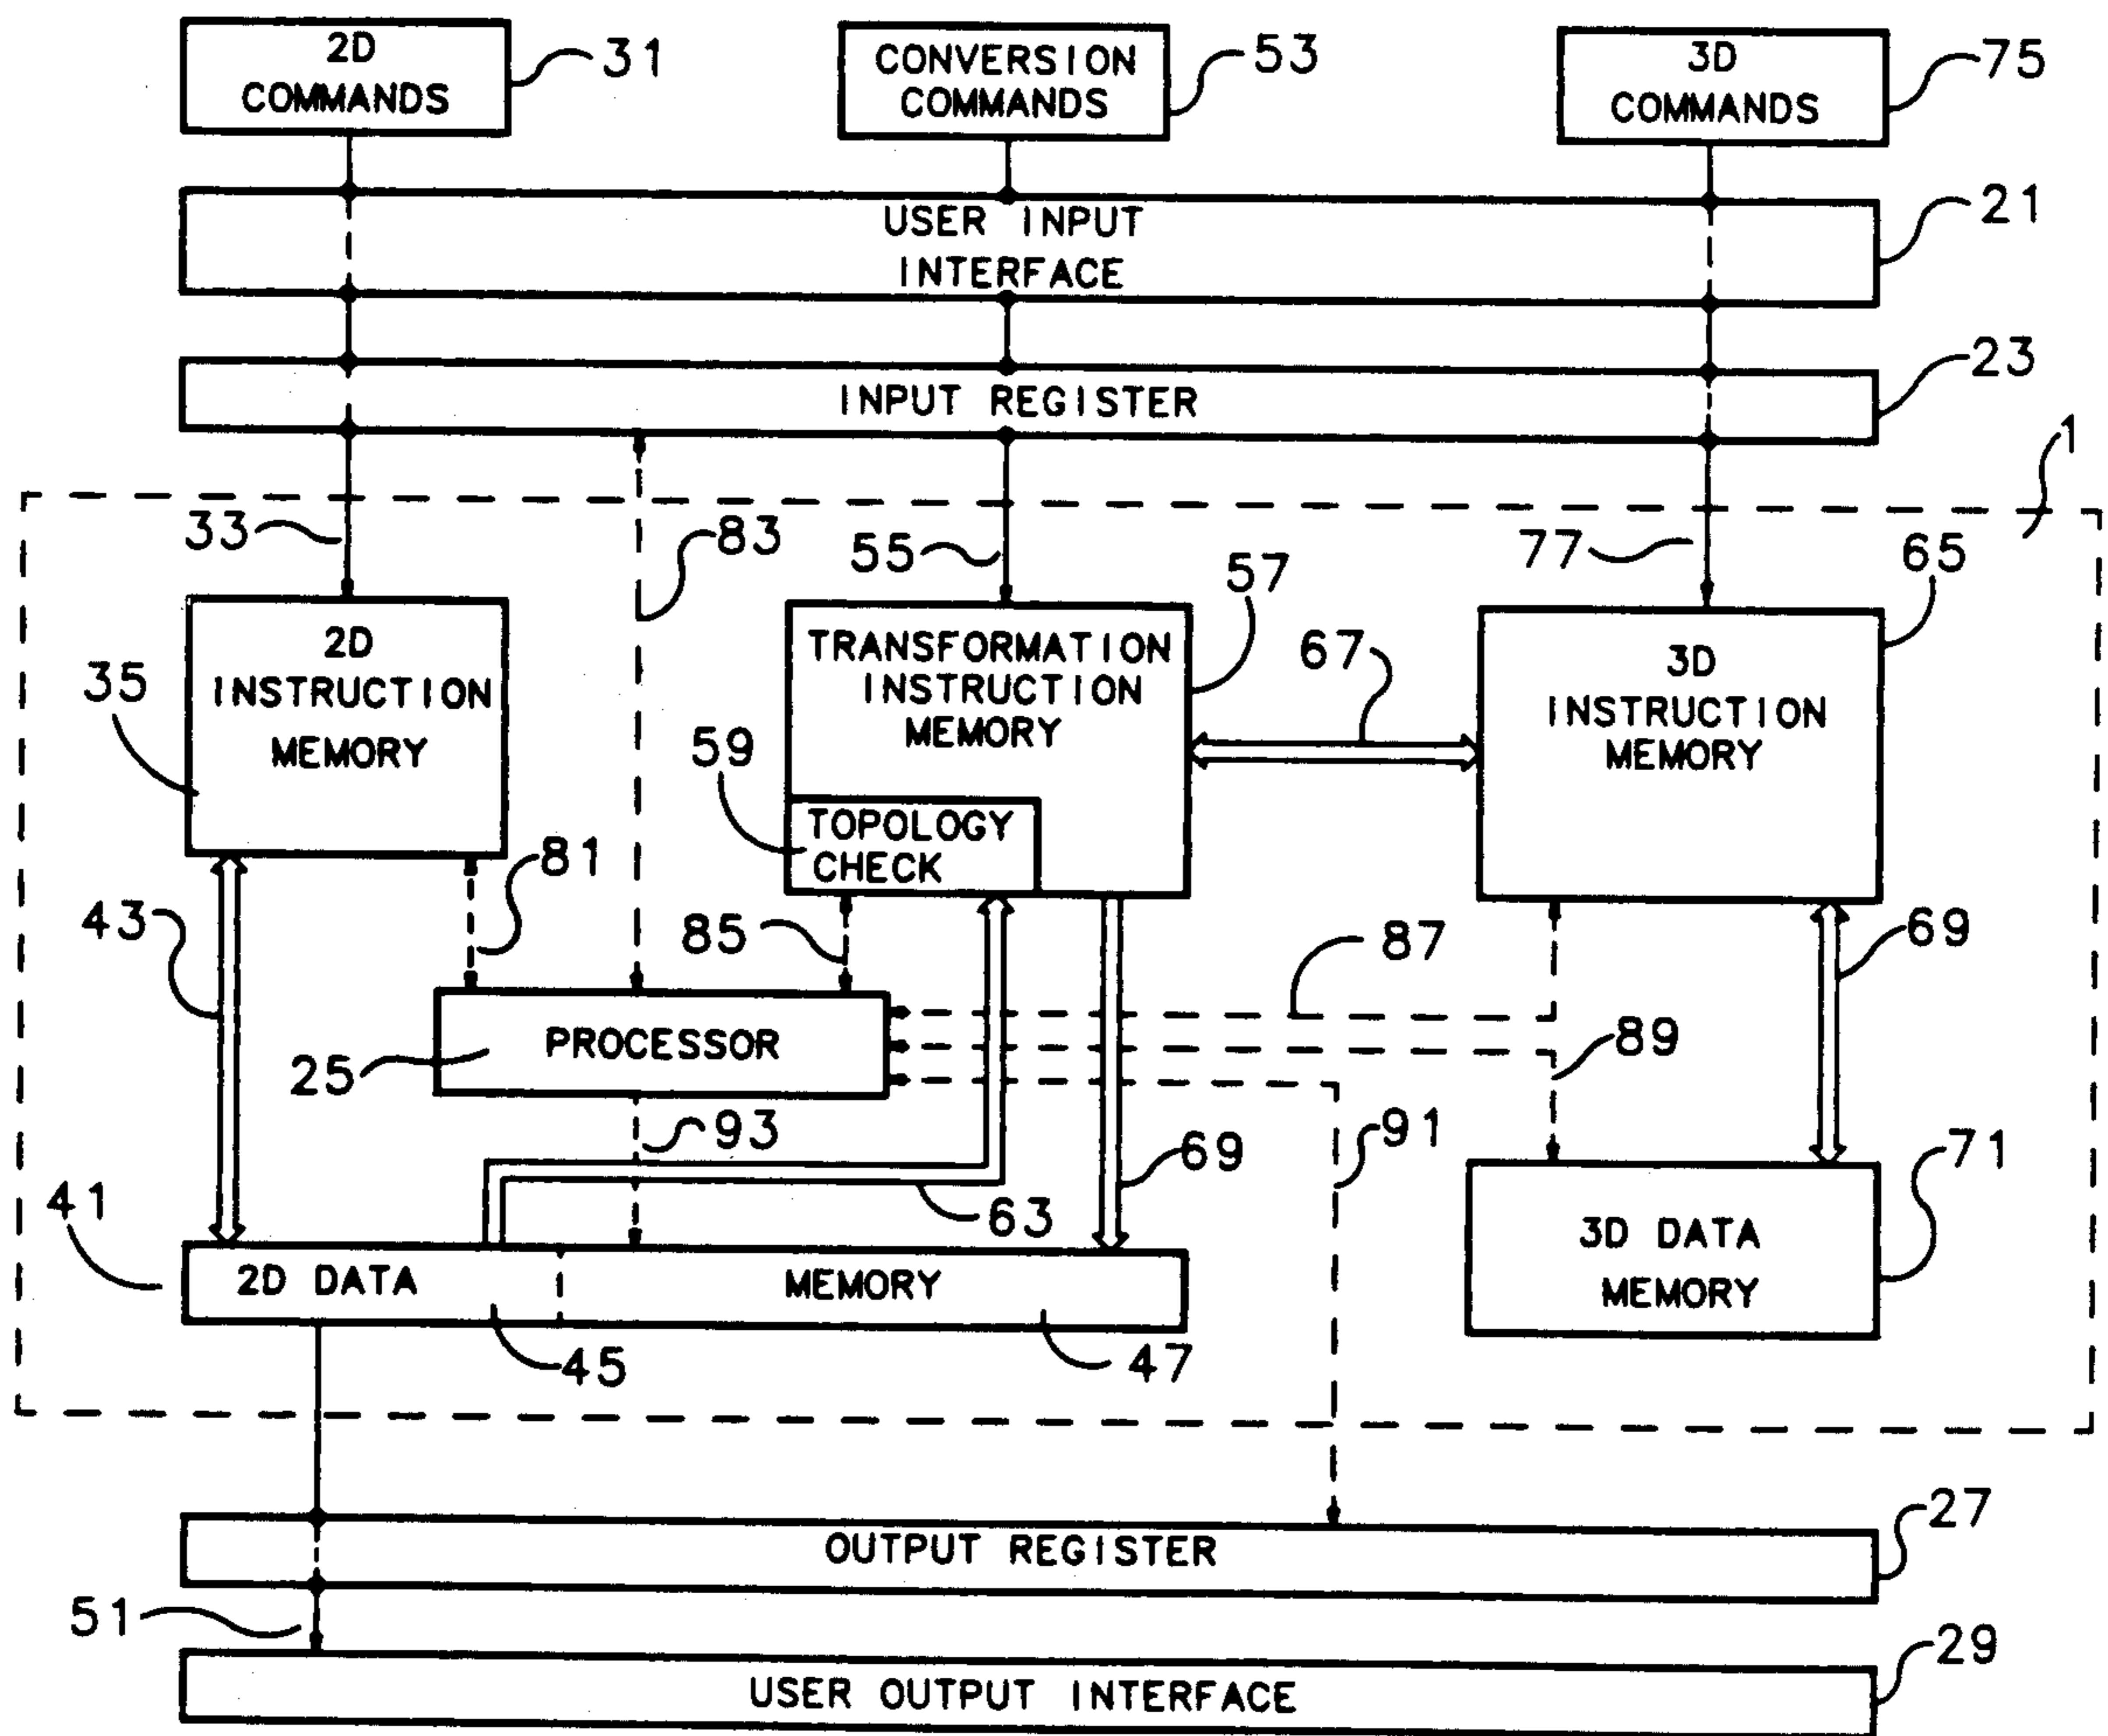 2D
COMMANDS
31
CONVERSION
COMMANDS
53
3D
COMMANDS
75
USER INPUT
INTERFACE
21
INPUT REGISTER
23
1
33
83
55
57
77
65
2D
INSTRUCTION
MEMORY
35
TRANSFORMATION
INSTRUCTION
MEMORY
67
3D
INSTRUCTION
MEMORY
59
TOPOLOGY
CHECK
43
81
85
87
69
PROCESSOR
25
89
93
91
69
71
63
41
2D DATA
MEMORY
3D DATA
MEMORY
45
47
OUTPUT REGISTER
27
51
USER OUTPUT INTERFACE
29